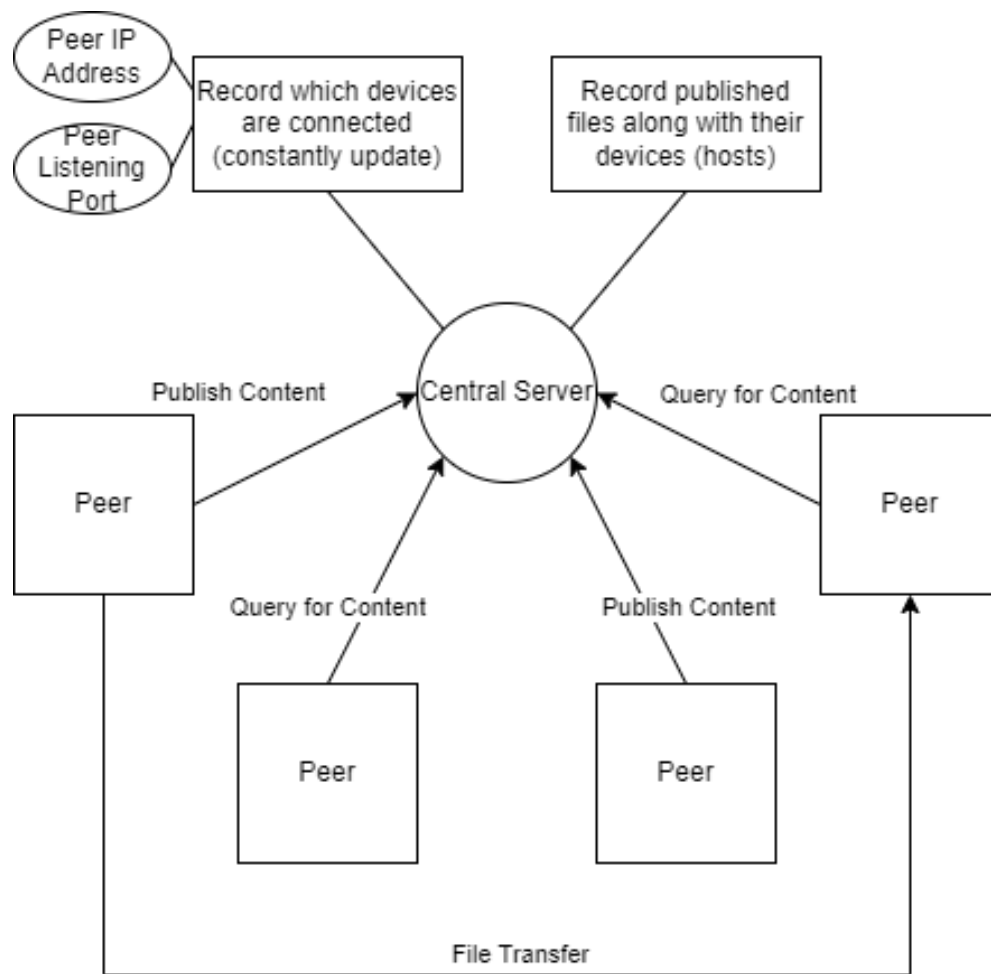 Peer IP
Address
Peer
Listening
Port
Record which devices
are connected
(constantly update)
Record published
files along with their
devices (hosts)
Central Server
Publish Content
Query for Content
Peer
Peer
Query for Content
Publish Content
Peer
Peer
File Transfer